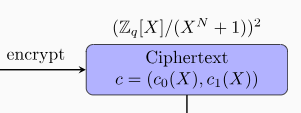 (ℤ_q[X]/(X^N + 1))^2
encrypt
Ciphertext
c = (c_0(X), c_1(X))